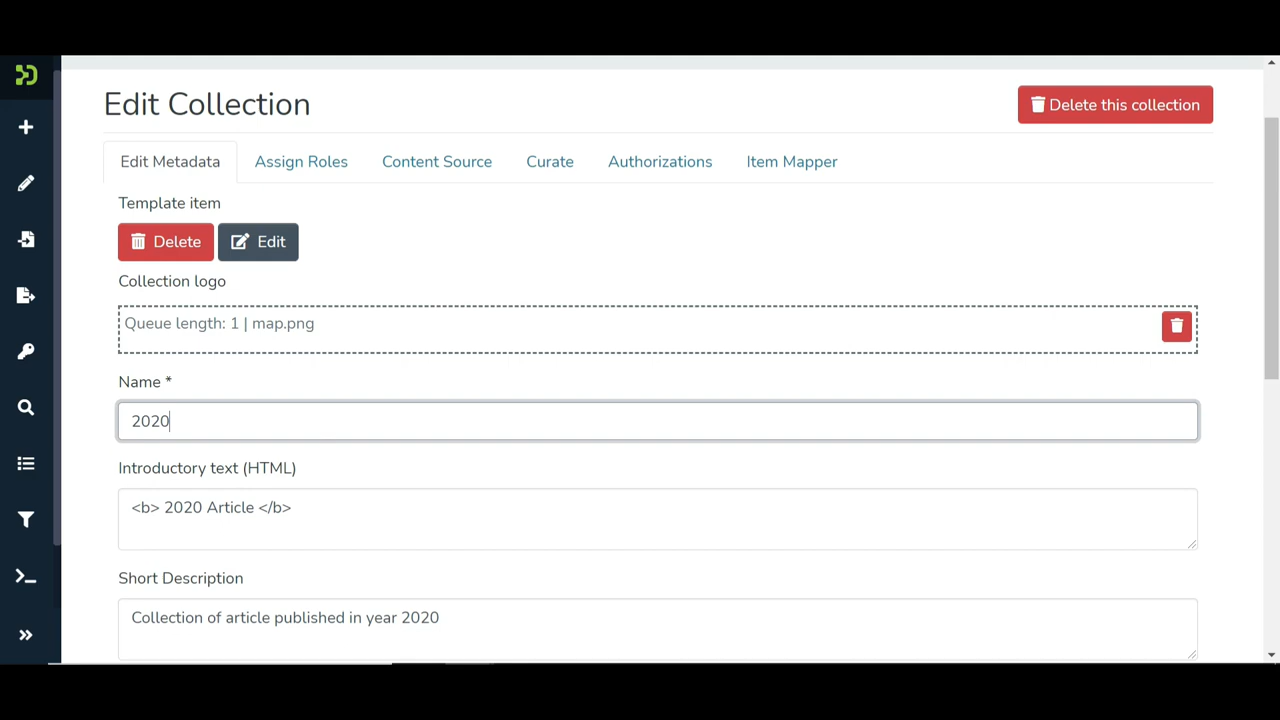 Edit Collection
Delete this collection
Edit Metadata Assign Roles Content Source Curate Authorizations Item Mapper
Template item
Delete Edit
Collection logo
Queue length: 1 | map.png
Name *
2020
Introductory text (HTML)
<b> 2020 Article </b>
Short Description
Collection of article published in year 2020